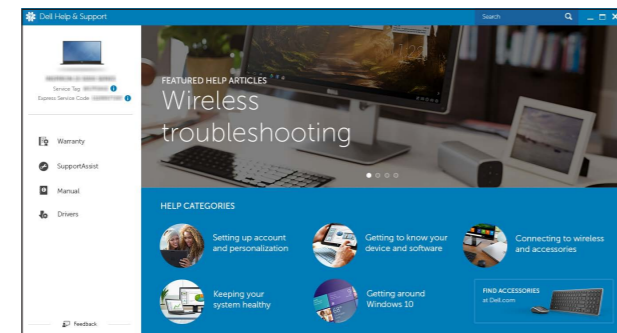 Dell Help & Support
Search
Service Tag:
Express Service Code:
Warranty
SupportAssist
Manual
Drivers
Feedback
FEATURED HELP ARTICLES
Wireless
troubleshooting
HELP CATEGORIES
Setting up account
and personalization
Getting to know your
device and software
Connecting to wireless
and accessories
Keeping your
system healthy
Getting around
Windows 10
FIND ACCESSORIES
at Dell.com